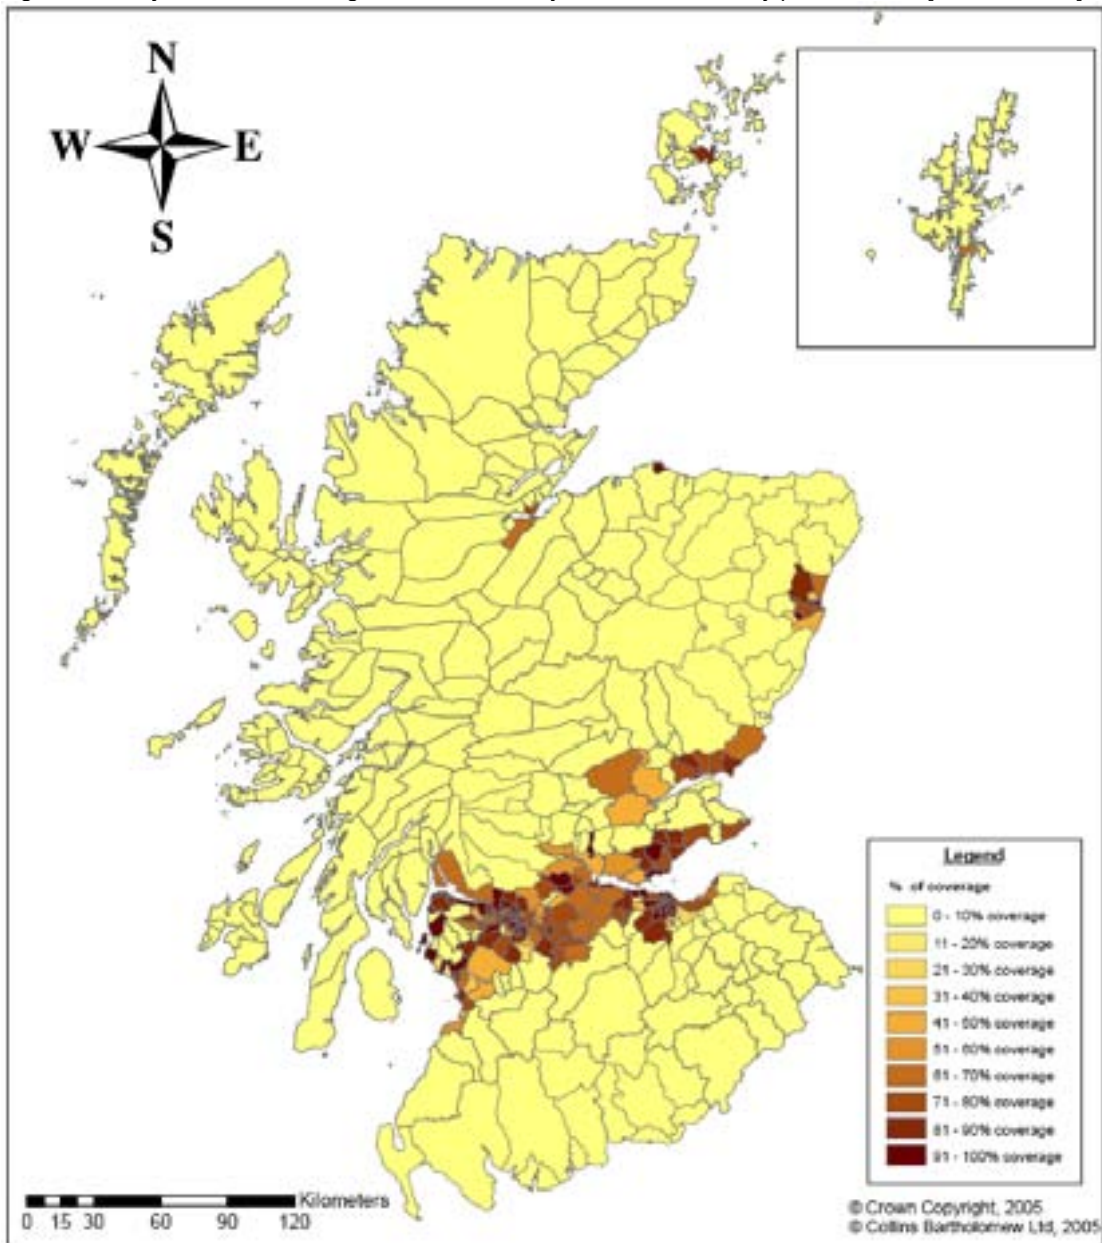 N
W E
S
Legend
% of coverage
0 - 10% coverage
11 - 20% coverage
21 - 30% coverage
31 - 40% coverage
41 - 50% coverage
51 - 60% coverage
61 - 70% coverage
71 - 80% coverage
81 - 90% coverage
91 - 100% coverage
Kilometers
0 15 30 60 90 120
© Crown Copyright, 2005
© Collins Bartholomew Ltd, 2005